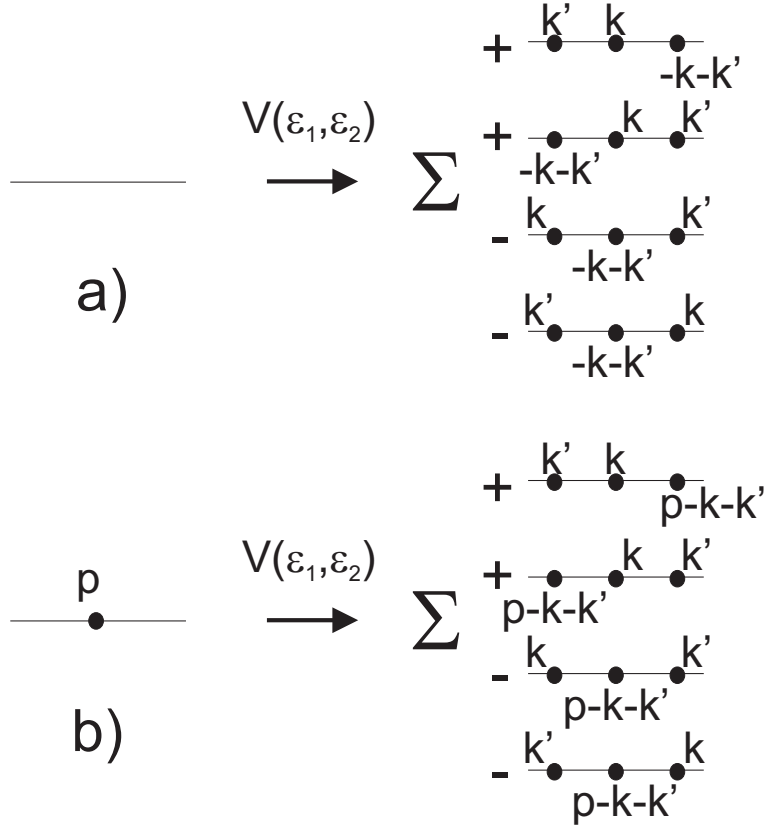 + k’ k
-k-k’
V(ε₁,ε₂)
+ k k’
Σ
-k-k’
- k k’
-k-k’
a)
- k’ k
-k-k’
+ k’ k
p-k-k’
p V(ε₁,ε₂)
+ k k’
Σ
p-k-k’
- k k’
p-k-k’
b)
- k’ k
p-k-k’